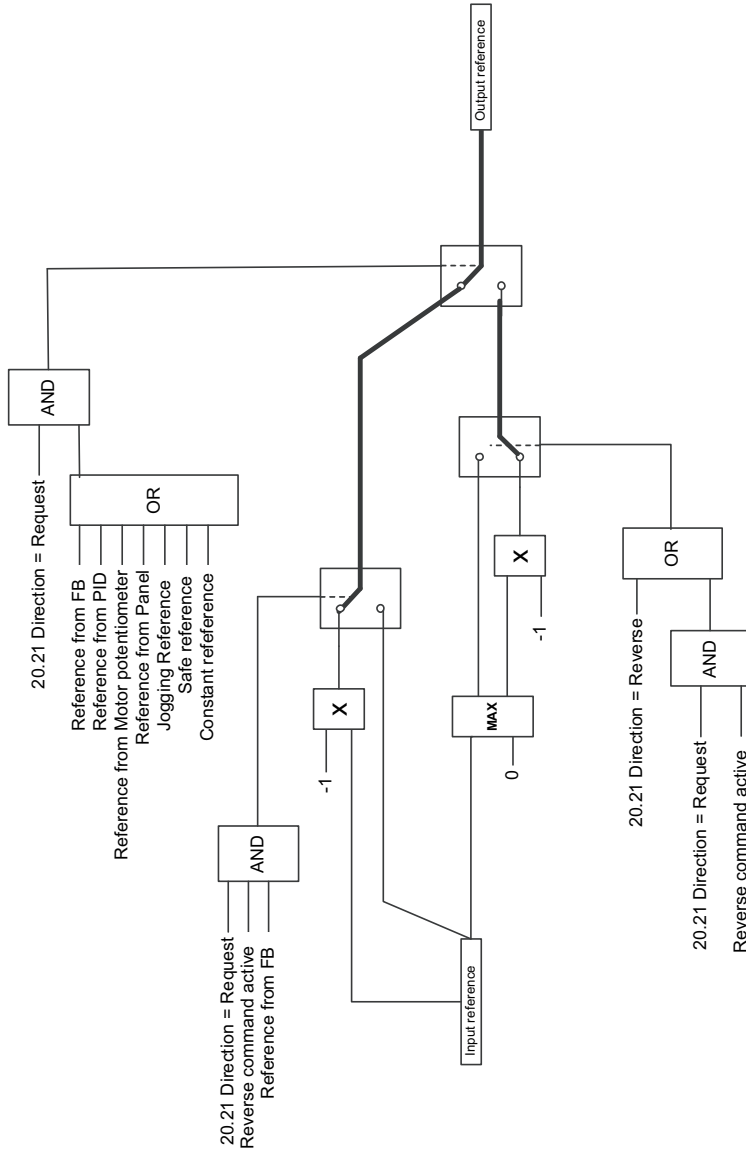 20.21 Direction = Request
AND
Reference from FB
Reference from PID
Reference from Motor potentiometer
Reference from Panel
Jogging Reference
Safe reference
Constant refeference
OR
20.21 Direction = Request
Reverse command active
Reference from FB
AND
-1
X
Input reference
MAX
0
X
-1
Output reference
20.21 Direction = Reverse
OR
20.21 Direction = Request
Reverse command active
AND